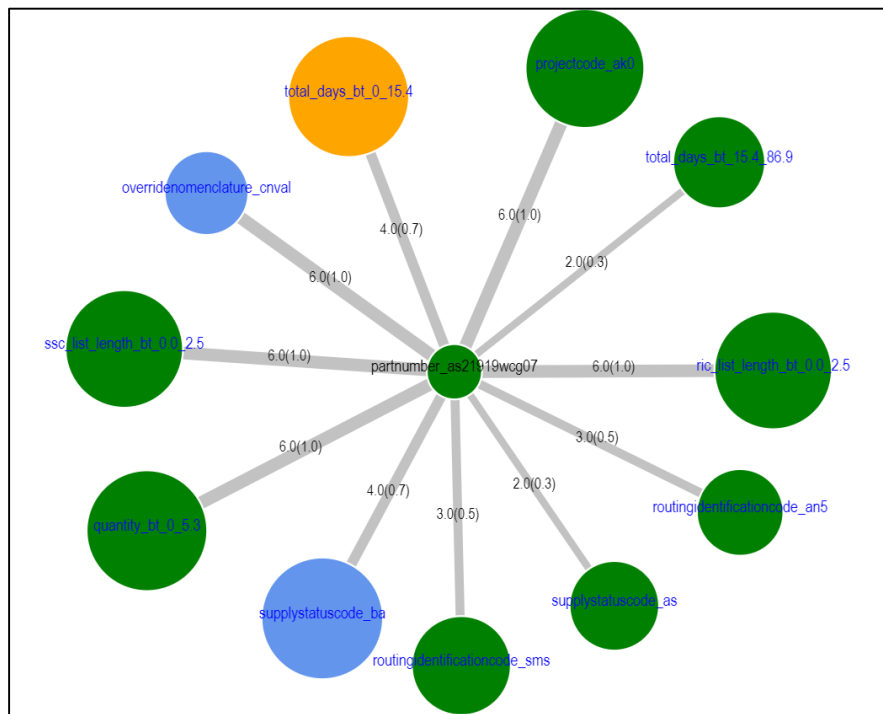 projectcode_ak0
total_days_bt_0_15.4
total_days_bt_15.4_86.9
overridenomenclature_cnval
6.0(1.0)
4.0(0.7)
2.0(0.3)
6.0(1.0)
ssc_list_length_bt_0.0_2.5
6.0(1.0)
partnumber_as21919wcg07
6.0(1.0)
ric_list_length_bt_0.0_2.5
6.0(1.0)
3.0(0.5)
4.0(0.7)
2.0(0.3)
3.0(0.5)
routingidentificationcode_an5
quantity_bt_0_5.3
supplystatuscode_as
supplystatuscode_ba
routingidentificationcode_sms